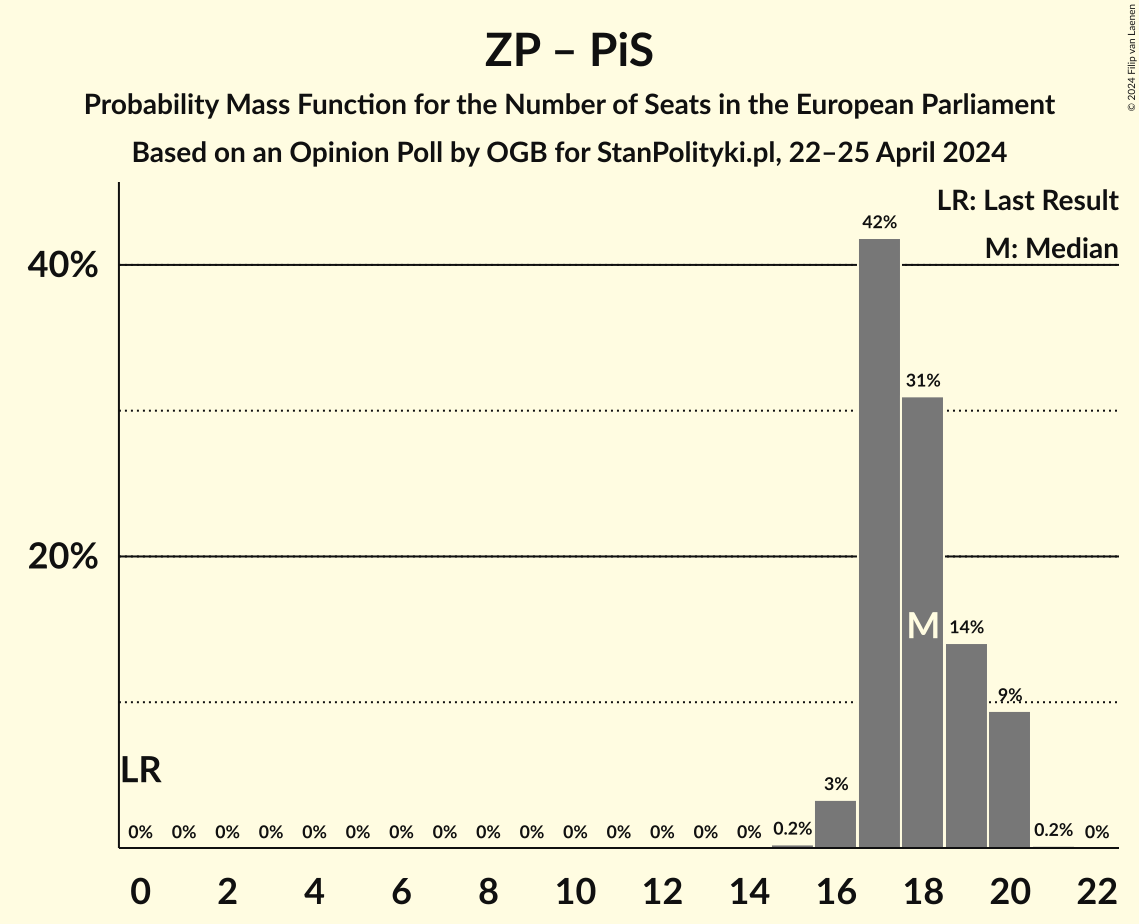 ZP – PiS
Probability Mass Function for the Number of Seats in the European Parliament
Based on an Opinion Poll by OGB for StanPolityki.pl, 22–25 April 2024
© 2024 Filip van Laenen
LR: Last Result
M: Median
40%
20%
42%
31%
M
14%
9%
LR
0% 0% 0% 0% 0% 0% 0% 0% 0% 0% 0% 0% 0% 0% 0% 0.2% 3% 0.2% 0%
0 2 4 6 8 10 12 14 16 18 20 22